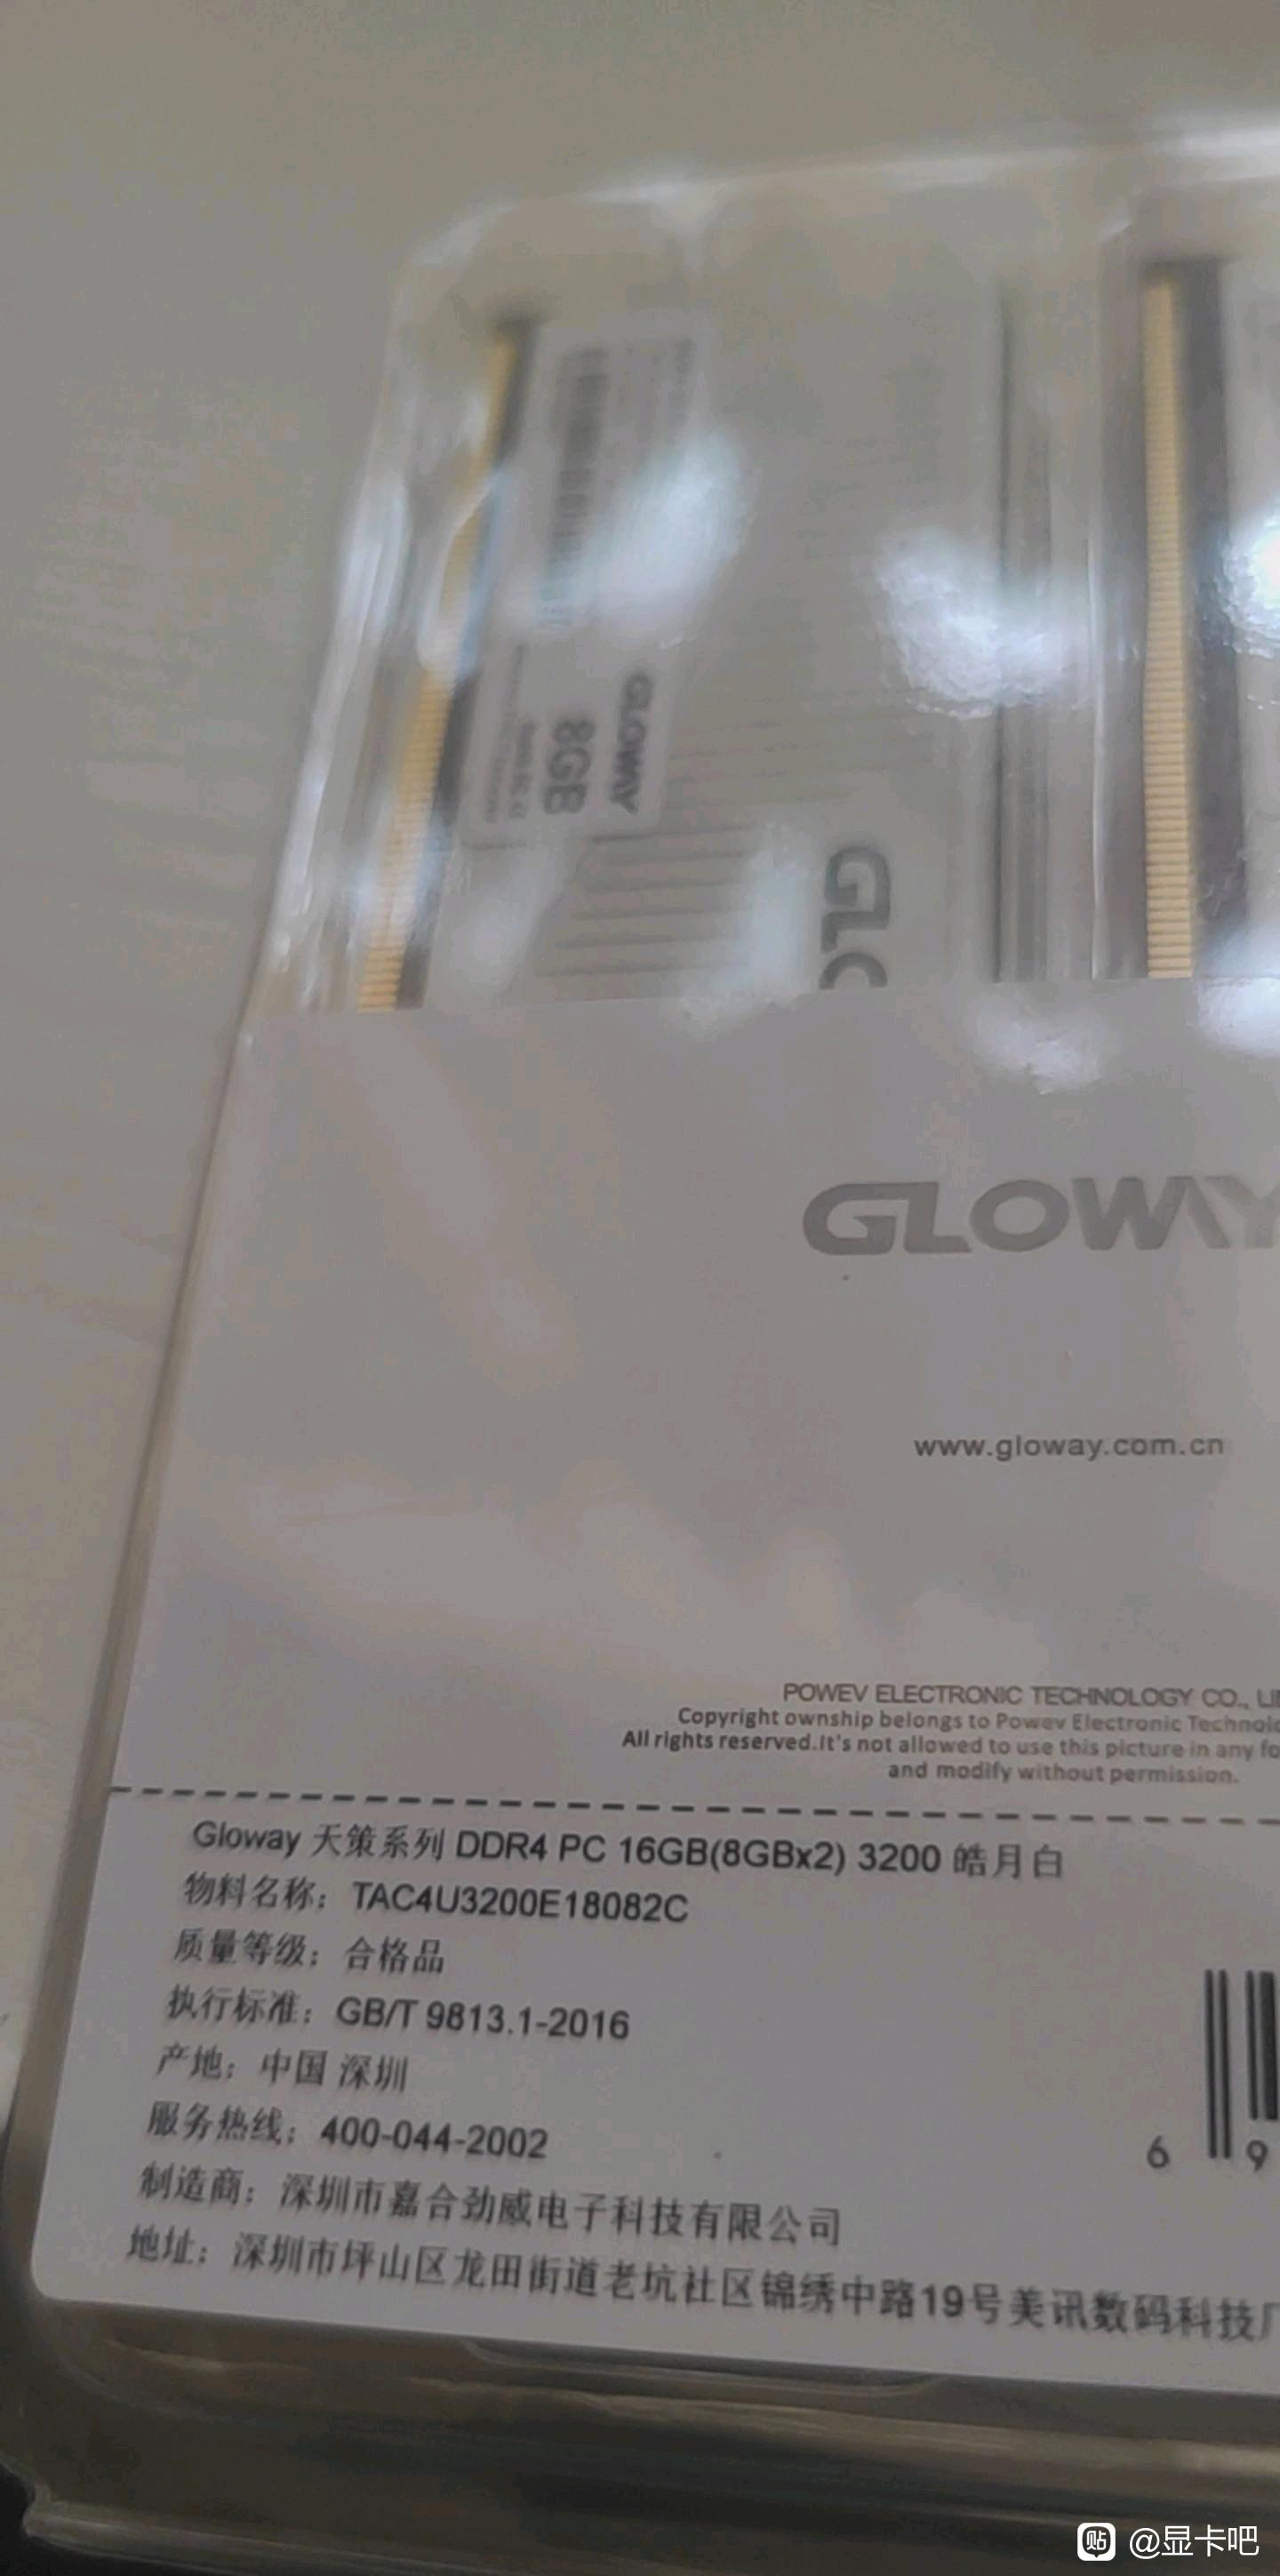 GLOWAY
8GB
GLO
GLOWAY
www.gloway.com.cn
POWEV ELECTRONIC TECHNOLOGY CO.,
Copyright ownship belongs to Powev Electronic
All rights reserved.It's not allowed to use this picture in any
and modify without permission.
Gloway 天策系列 DDR4 PC 16GB(8GBx2) 3200 皓月白
物料名称：TAC4U3200E18082C
质量等级：合格品
执行标准：GB/T 9813.1-2016
产地：中国 深圳
服务热线：400-044-2002
制造商：深圳市嘉合劲威电子科技有限公司
地址：深圳市坪山区龙田街道老坑社区锦绣中路19号美讯数码科技
6 9
贴 @显卡吧